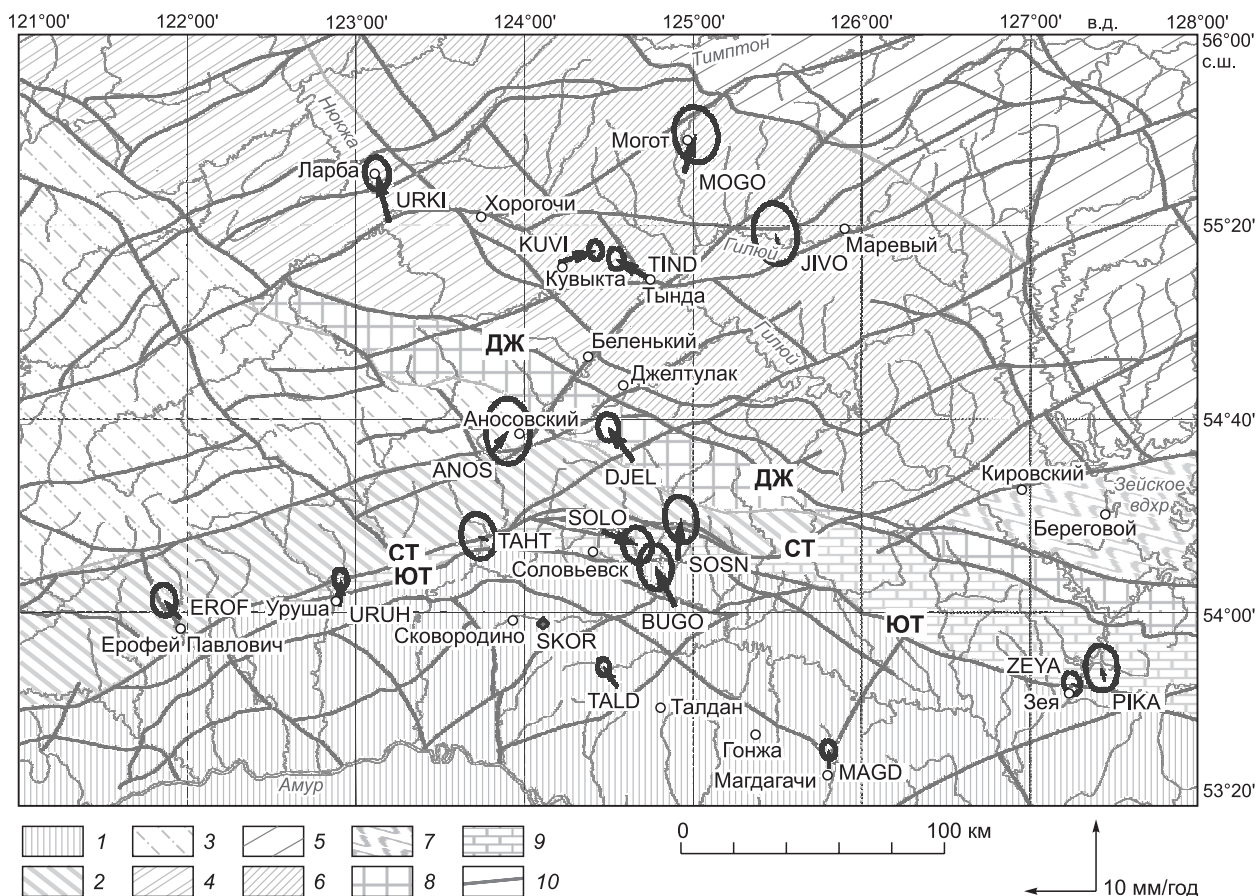 121°00' 122°00' 123°00' 124°00' 125°00' 126°00' 127°00' в.д. 128°00'
56°00'
с.ш.
Тимптон
Нюкжа
Могот
Ларба
MOGO
URKI
Хорогочи
55°20'
KUVI
Гилюй
Маревый
TIND
JIVO
Кувыкта
Тында
Гилюй
ДЖ
Беленький
Джелтулак
Аносовский
54°40'
ANOS
DJEL
ДЖ
Кировский
Зейское
вдхр.
SOLO
Береговой
TAHT
СТ
СТ
Соловьевск
SOSN
ЮТ
EROF
Уруша
URUH
54°00'
BUGO
ЮТ
Ерофей Павлович
Сковородино
SKOR
ZEYA
TALD
Талдан
Зея
PIKA
Гонжа
Амур
Магдагачи
MAGD
53°20'
1 3 5 7 9
2 4 6 8 10
0 100 км
10 мм/год